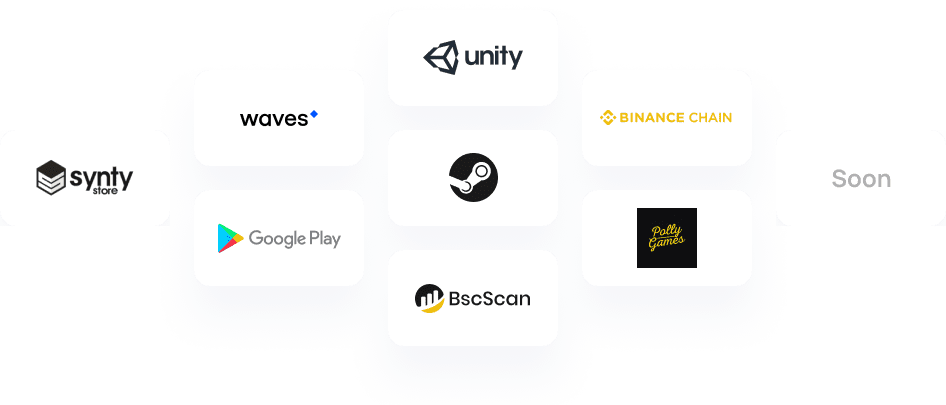 unity
waves
BINANCE CHAIN
synty
store
Soon
Google Play
Polly
Games
BscScan